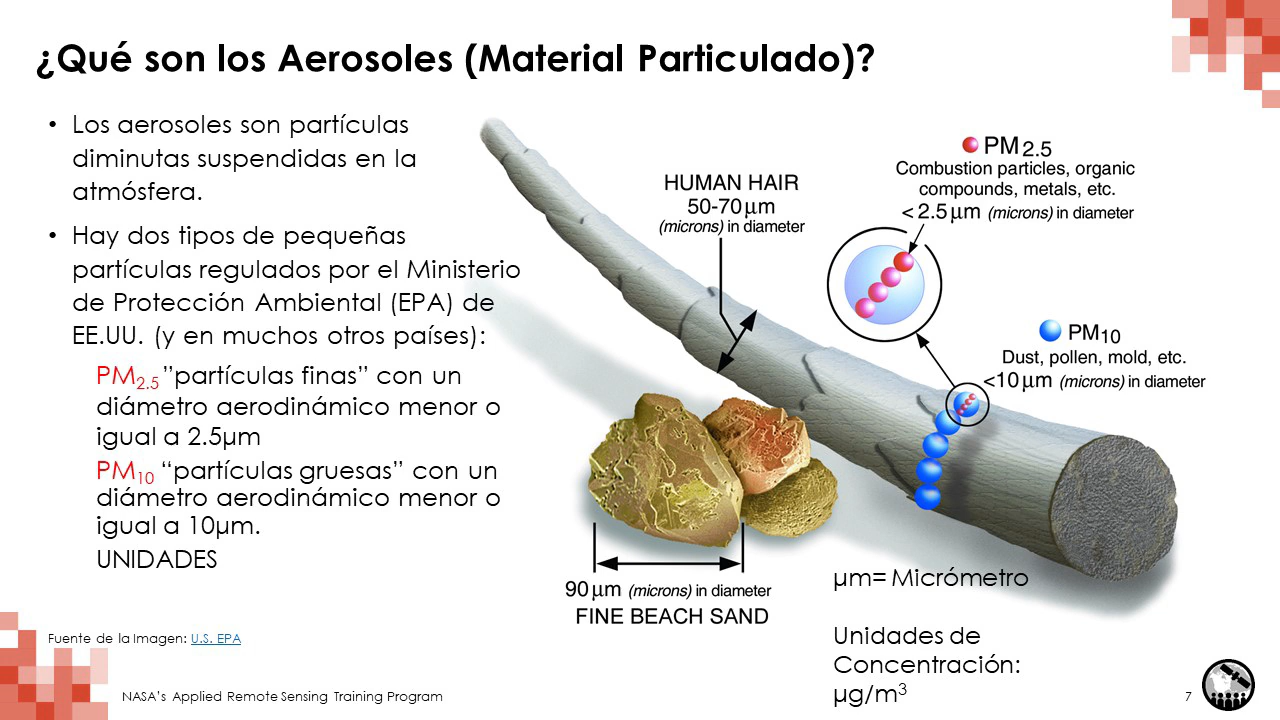 ¿Qué son los Aerosoles (Material Particulado)?
• Los aerosoles son partículas
diminutas suspendidas en la
atmósfera.
• Hay dos tipos de pequeñas
partículas regulados por el Ministerio
de Protección Ambiental (EPA) de
EE.UU. (y en muchos otros países):
PM2.5 ”partículas finas” con un
diámetro aerodinámico menor o
igual a 2.5µm
PM10 “partículas gruesas” con un
diámetro aerodinámico menor o
igual a 10µm.
UNIDADES
HUMAN HAIR
50-70µm
(microns) in diameter
PM 2.5
Combustion particles, organic
compounds, metals, etc.
< 2.5µm (microns) in diameter
PM10
Dust, pollen, mold, etc.
<10µm (microns) in diameter
90µm (microns) in diameter
FINE BEACH SAND
µm= Micrómetro
Unidades de
Concentración:
µg/m3
Fuente de la Imagen: U.S. EPA
NASA’s Applied Remote Sensing Training Program
7